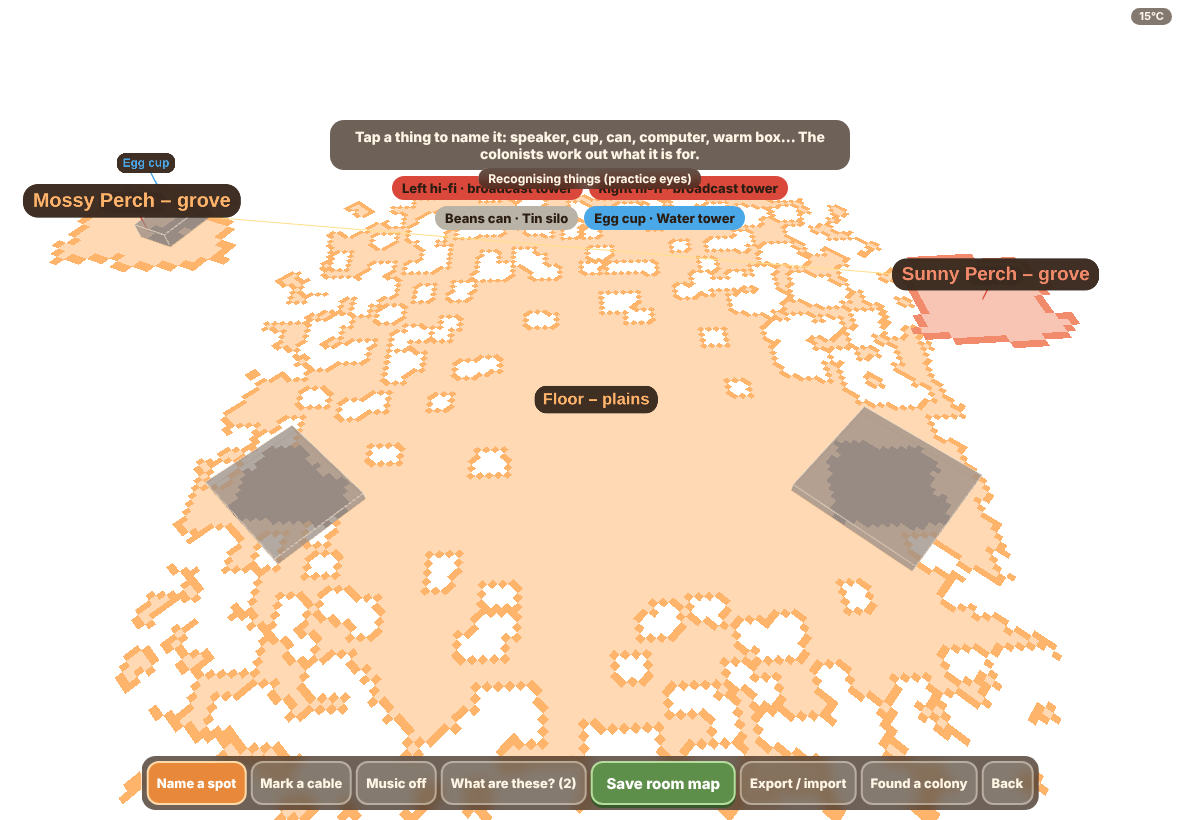 15°C
Tap a thing to name it: speaker, cup, can, computer, warm box... The
colonists work out what it is for.
Egg cup
Recognising things (practice eyes)
Left hi-fi · broadcast tower
Right hi-fi · broadcast tower
Mossy Perch – grove
Beans can · Tin silo
Egg cup · Water tower
Sunny Perch – grove
Floor – plains
Name a spot
Mark a cable
Music off
What are these? (2)
Save room map
Export / import
Found a colony
Back